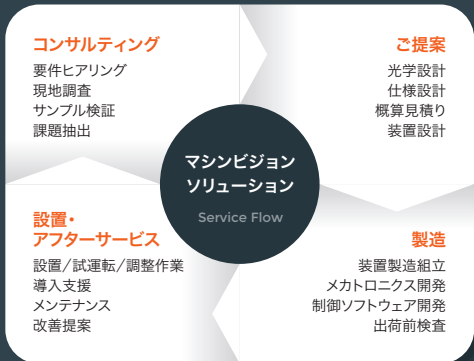 コンサルティング
要件ヒアリング
現地調査
サンプル検証
課題抽出
ご提案
光学設計
仕様設計
概算見積り
装置設計
マシンビジョン
ソリューション
Service Flow
設置・
アフターサービス
設置/試運転/調整作業
導入支援
メンテナンス
改善提案
製造
装置製造組立
メカトロニクス開発
制御ソフトウェア開発
出荷前検査